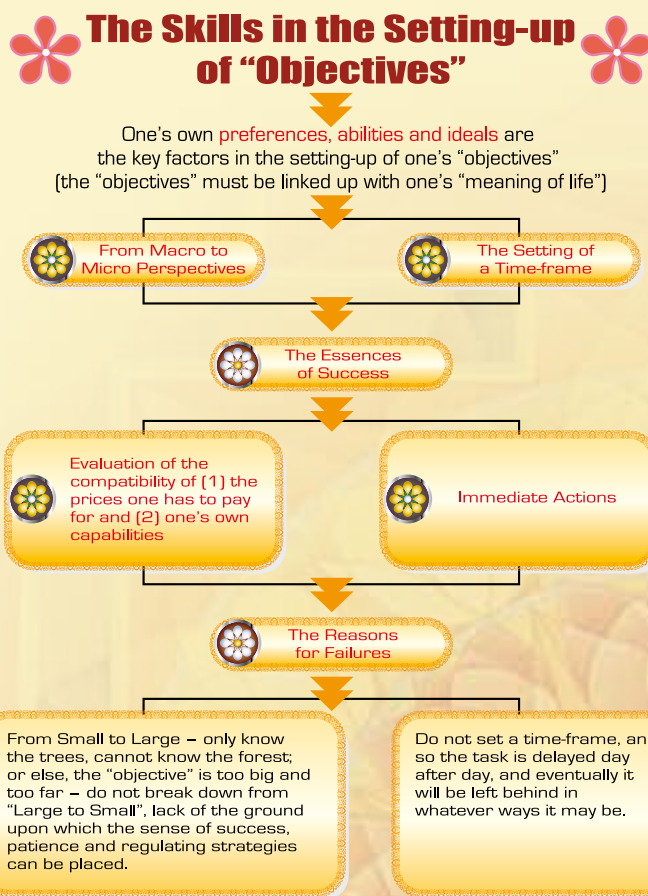 The Skills in the Setting-up
of “Objectives”
One's own preferences, abilities and ideals are
the key factors in the setting-up of one's “objectives”
(the “objectives” must be linked up with one's “meaning of life”)
From Macro to
Micro Perspectives
The Setting of
a Time-frame
The Essences
of Success
Evaluation of the
compatibility of (1) the
prices one has to pay
for and (2) one's own
capabilities
Immediate Actions
The Reasons
for Failures
From Small to Large – only know
the trees, cannot know the forest;
or else, the “objective” is too big and
too far – do not break down from
“Large to Small”, lack of the ground
upon which the sense of success,
patience and regulating strategies
can be placed.
Do not set a time-frame, an
so the task is delayed day
after day, and eventually it
will be left behind in
whatever ways it may be.